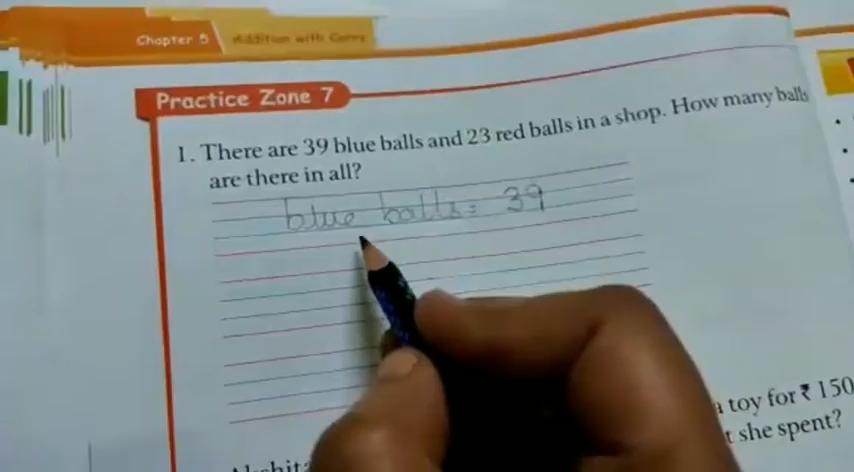 Chapter 5 Addition with Carry
Practice Zone 7
1. There are 39 blue balls and 23 red balls in a shop. How many balls
are there in all?
blue balls = 39
a toy for ₹ 150
she spent?